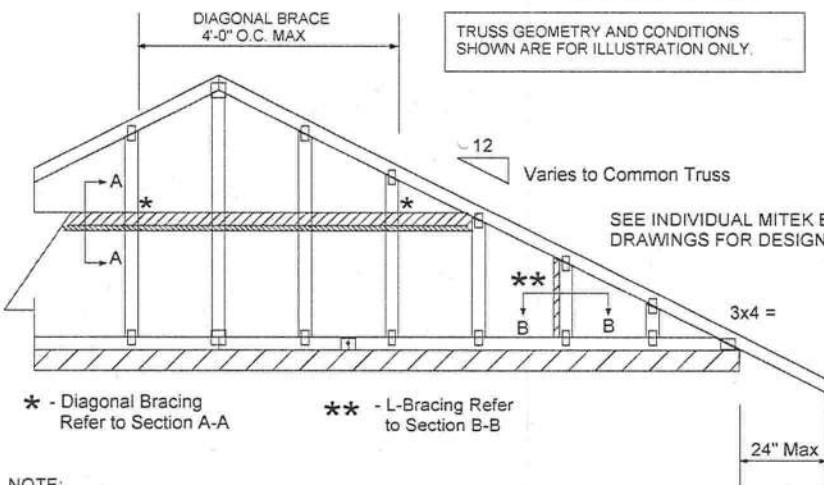 DIAGONAL BRACE
4'-0" O.C. MAX
TRUSS GEOMETRY AND CONDITIONS
SHOWN ARE FOR ILLUSTRATION ONLY.
12
Varies to Common Truss
A
*
*
SEE INDIVIDUAL MITEK E
DRAWINGS FOR DESIGN
A
**
B
B
3x4 =
* - Diagonal Bracing
Refer to Section A-A
** - L-Bracing Refer
to Section B-B
24" Max
NOTE: